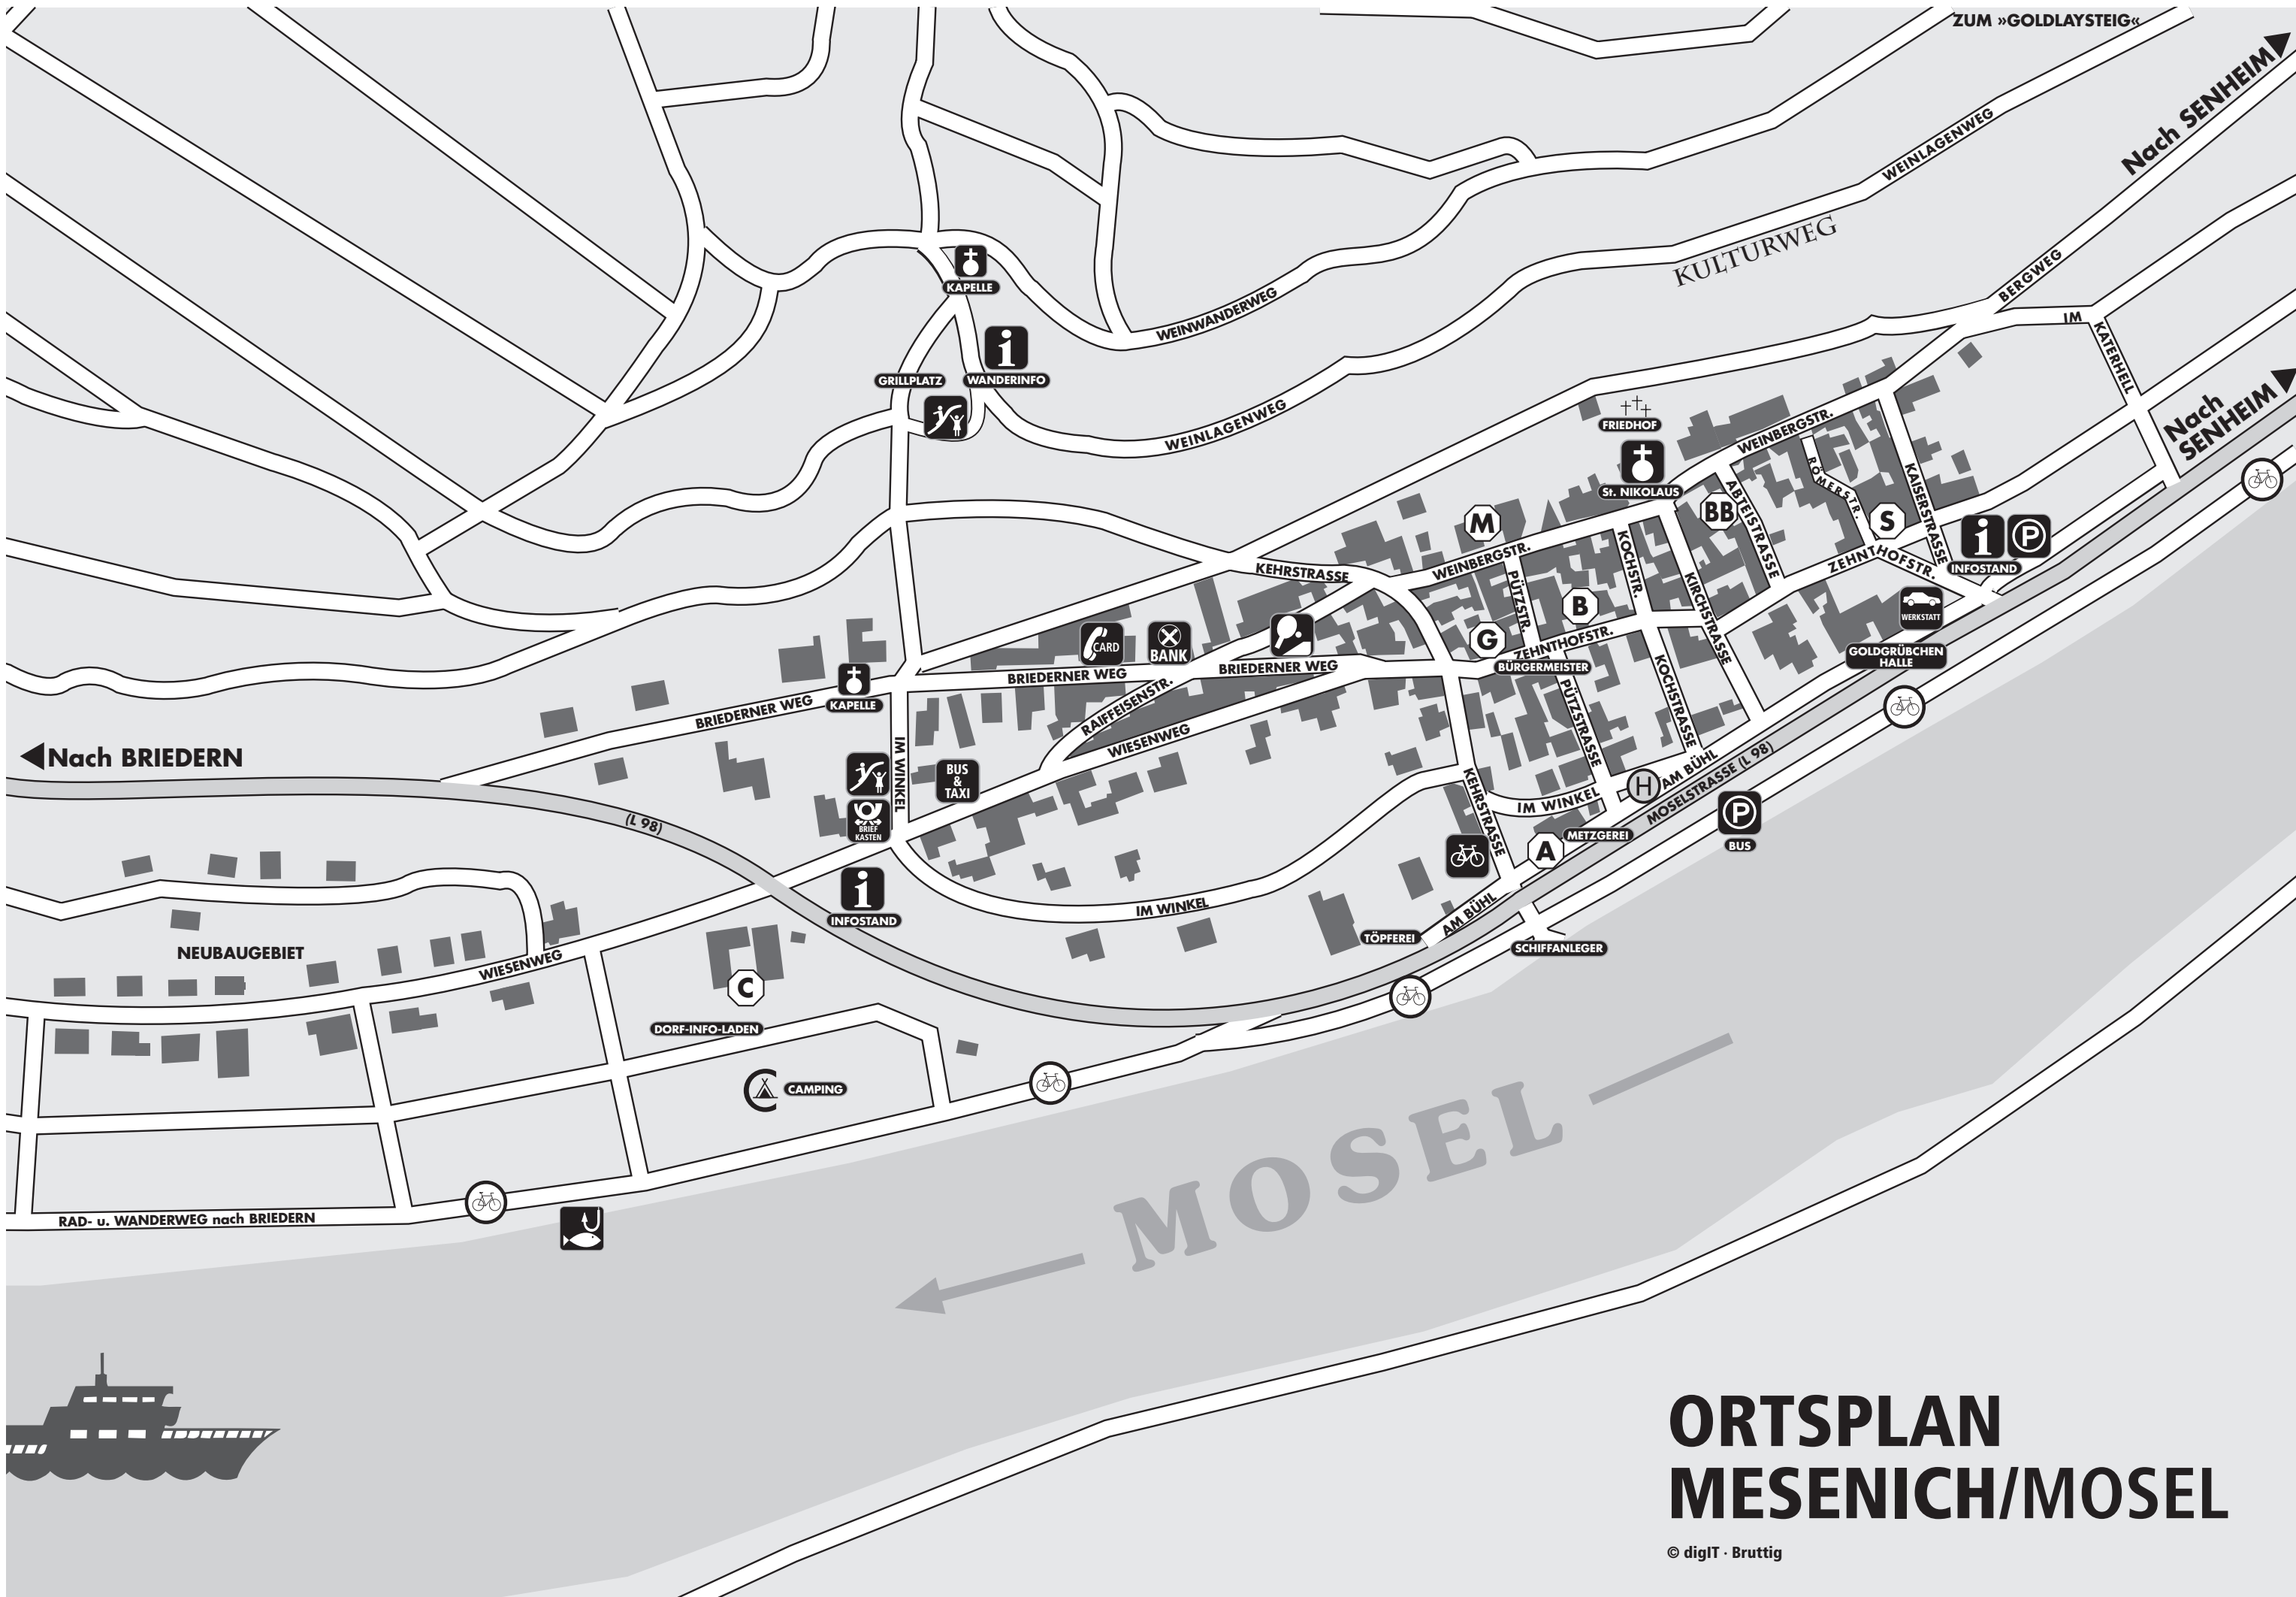 ZUM »GOLDLAYSTEIG«
Nach SENHEIM
WEINLAGENWEG
KULTURWEG
BERGWEG
IM
KATERHELL
KAPELLE
WEINWANDERWEG
GRILLPLATZ
WANDERINFO
WEINLAGENWEG
FRIEDHOF
St. NIKOLAUS
WEINBERGSTR.
Nach
SENHEIM
RÖMERSTR.
ABTEISTRASSE
KAISERSTRASSE
M
BB
S
P
INFOSTAND
ZEHNTHOFSTR.
WERKSTATT
GOLDGRÜBCHEN
HALLE
KEHRSTRASSE
WEINBERGSTR.
PÜTZSTR.
KOCHSTR.
KIRCHSTRASSE
B
G
ZEHNTHOFSTR.
BÜRGERMEISTER
CARD
BANK
BRIEDERNER WEG
BRIEDERNER WEG
BRIEDERNER WEG
KAPELLE
RAIFFEISENSTR.
WIESENWEG
PÜTZSTRASSE
KOCHSTRASSE
Nach BRIEDERN
IM WINKEL
BUS
&
TAXI
BRIEF
KASTEN
(L 98)
KEHRSTRASSE
IM WINKEL
H
AM BÜHL
MOSELSTRASSE (L 98)
P
BUS
A
METZGEREI
i
INFOSTAND
IM WINKEL
TÖPFEREI
AM BÜHL
SCHIFFANLEGER
NEUBAUGEBIET
WIESENWEG
C
DORF-INFO-LADEN
CAMPING
RAD- u. WANDERWEG nach BRIEDERN
MOSEL
ORTSPLAN
MESENICH/MOSEL
© digIT · Bruttig